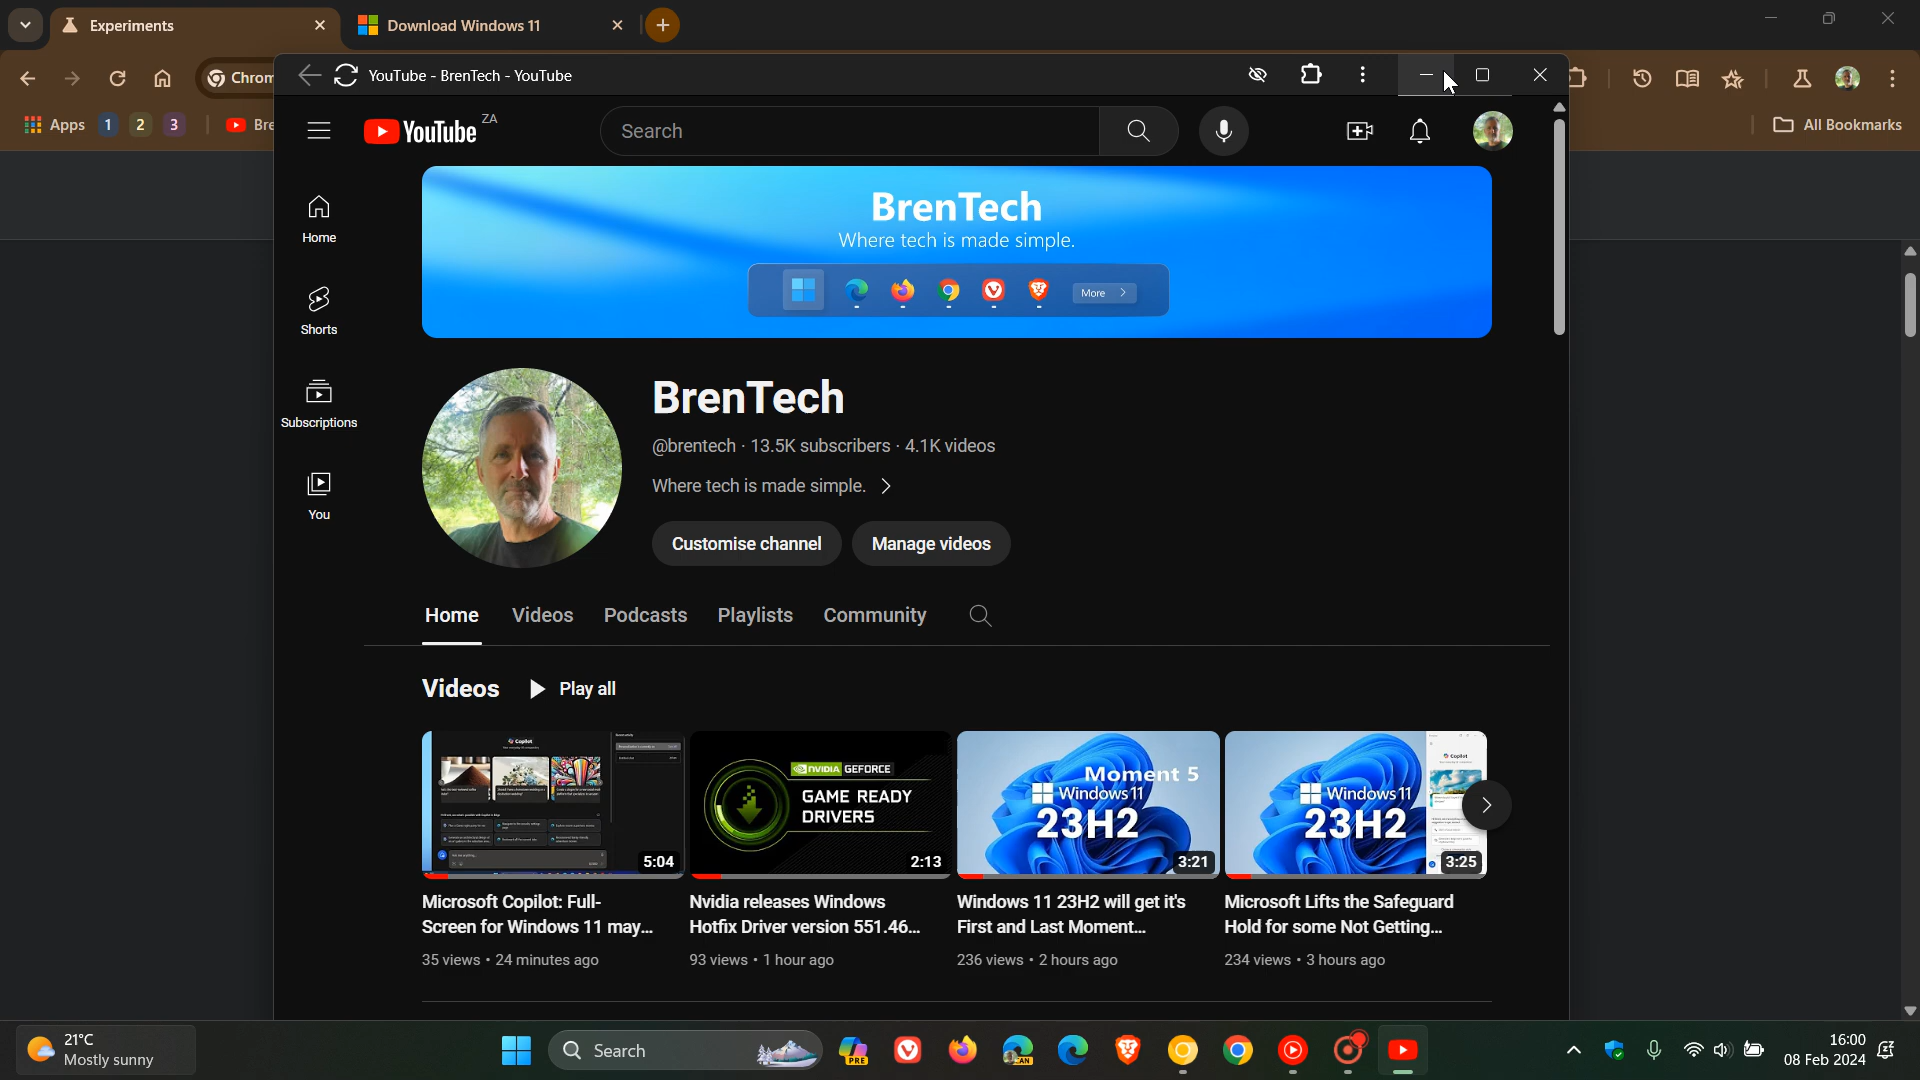 Experiments
Download Windows 11
Chrom
YouTube - BrenTech - YouTube
Apps 1 2 3
Bre
All Bookmarks
YouTube ZA
Search
Home
Shorts
Subscriptions
You
BrenTech
Where tech is made simple.
More
BrenTech
@brentech · 13.5K subscribers · 4.1K videos
Where tech is made simple.
Customise channel
Manage videos
Home Videos Podcasts Playlists Community
Videos
Play all
Copilot
5:04
NVIDIA GEFORCE
GAME READY
DRIVERS
2:13
Moment 5
Windows 11
23H2
3:21
Windows 11
23H2
Copilot
3:25
Microsoft Copilot: Full-
Screen for Windows 11 may...
35 views • 24 minutes ago
Nvidia releases Windows
Hotfix Driver version 551.46...
93 views • 1 hour ago
Windows 11 23H2 will get it's
First and Last Moment...
236 views • 2 hours ago
Microsoft Lifts the Safeguard
Hold for some Not Getting...
234 views • 3 hours ago
21°C
Mostly sunny
Search
PRE
CAN
16:00
08 Feb 2024